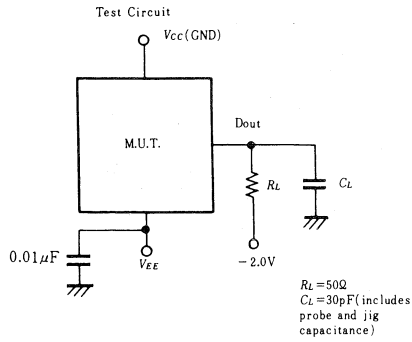 Test Circuit
Vcc(GND)
M.U.T.
Dout
RL
CL
0.01μF
VEE
−2.0V
RL=50Ω
CL=30pF(includes
probe and jig
capacitance)